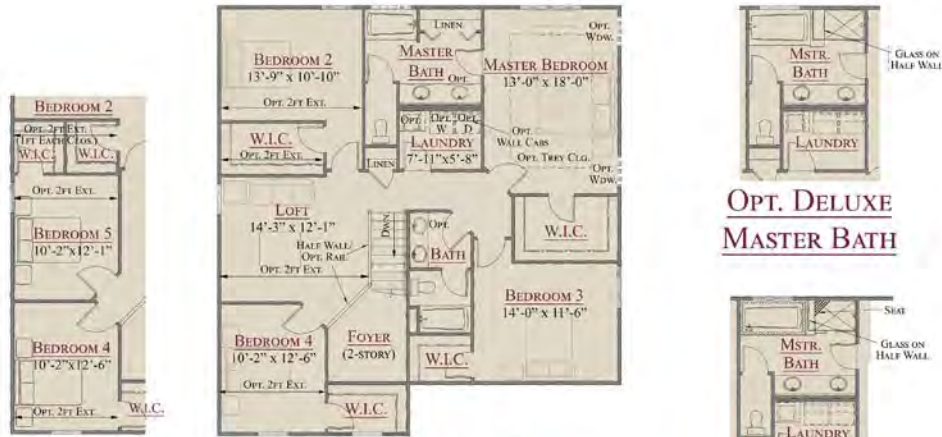 BEDROOM 2
OPT. 2FT EXT.
(1FT EACH CLOS.)
W.I.C.
W.I.C.
OPT. 2FT EXT.
BEDROOM 5
10'-2"x12'-1"
BEDROOM 4
10'-2"x12'-6"
OPT. 2FT EXT.
W.I.C.
BEDROOM 2
13'-9" x 10'-10"
OPT. 2FT EXT.
W.I.C.
OPT. 2FT EXT.
LINEN
MASTER
BATH
OPT.
OPT.
WDW.
MASTER BEDROOM
13'-0" x 18'-0"
OPT.
OPT.
W
OPT.
D
OPT.
WALL CABS
LAUNDRY
7'-11"x5'-8"
LINEN
OPT. TREY CLG.
OPT.
WDW.
LOFT
14'-3" x 12'-1"
HALF WALL/
OPT. RAIL
OPT. 2FT EXT.
DWN
OPT.
BATH
W.I.C.
BEDROOM 3
14'-0" x 11'-6"
W.I.C.
FOYER
(2-STORY)
BEDROOM 4
10'-2" x 12'-6"
OPT. 2FT EXT.
W.I.C.
MSTR.
BATH
GLASS ON
HALF WALL
LAUNDRY
OPT. DELUXE
MASTER BATH
SEAT
GLASS ON
HALF WALL
MSTR.
BATH
LAUNDRY